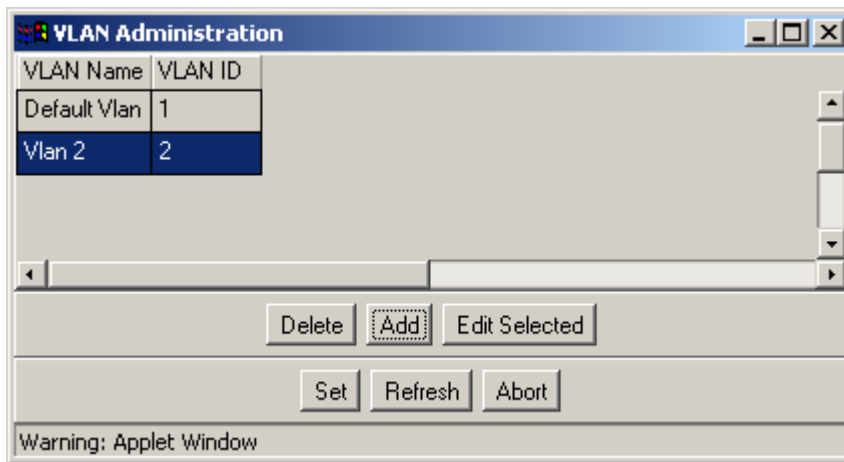 VLAN Administration
VLAN Name VLAN ID
Default Vlan 1
Vlan 2 2
Delete Add Edit Selected
Set Refresh Abort
Warning: Applet Window